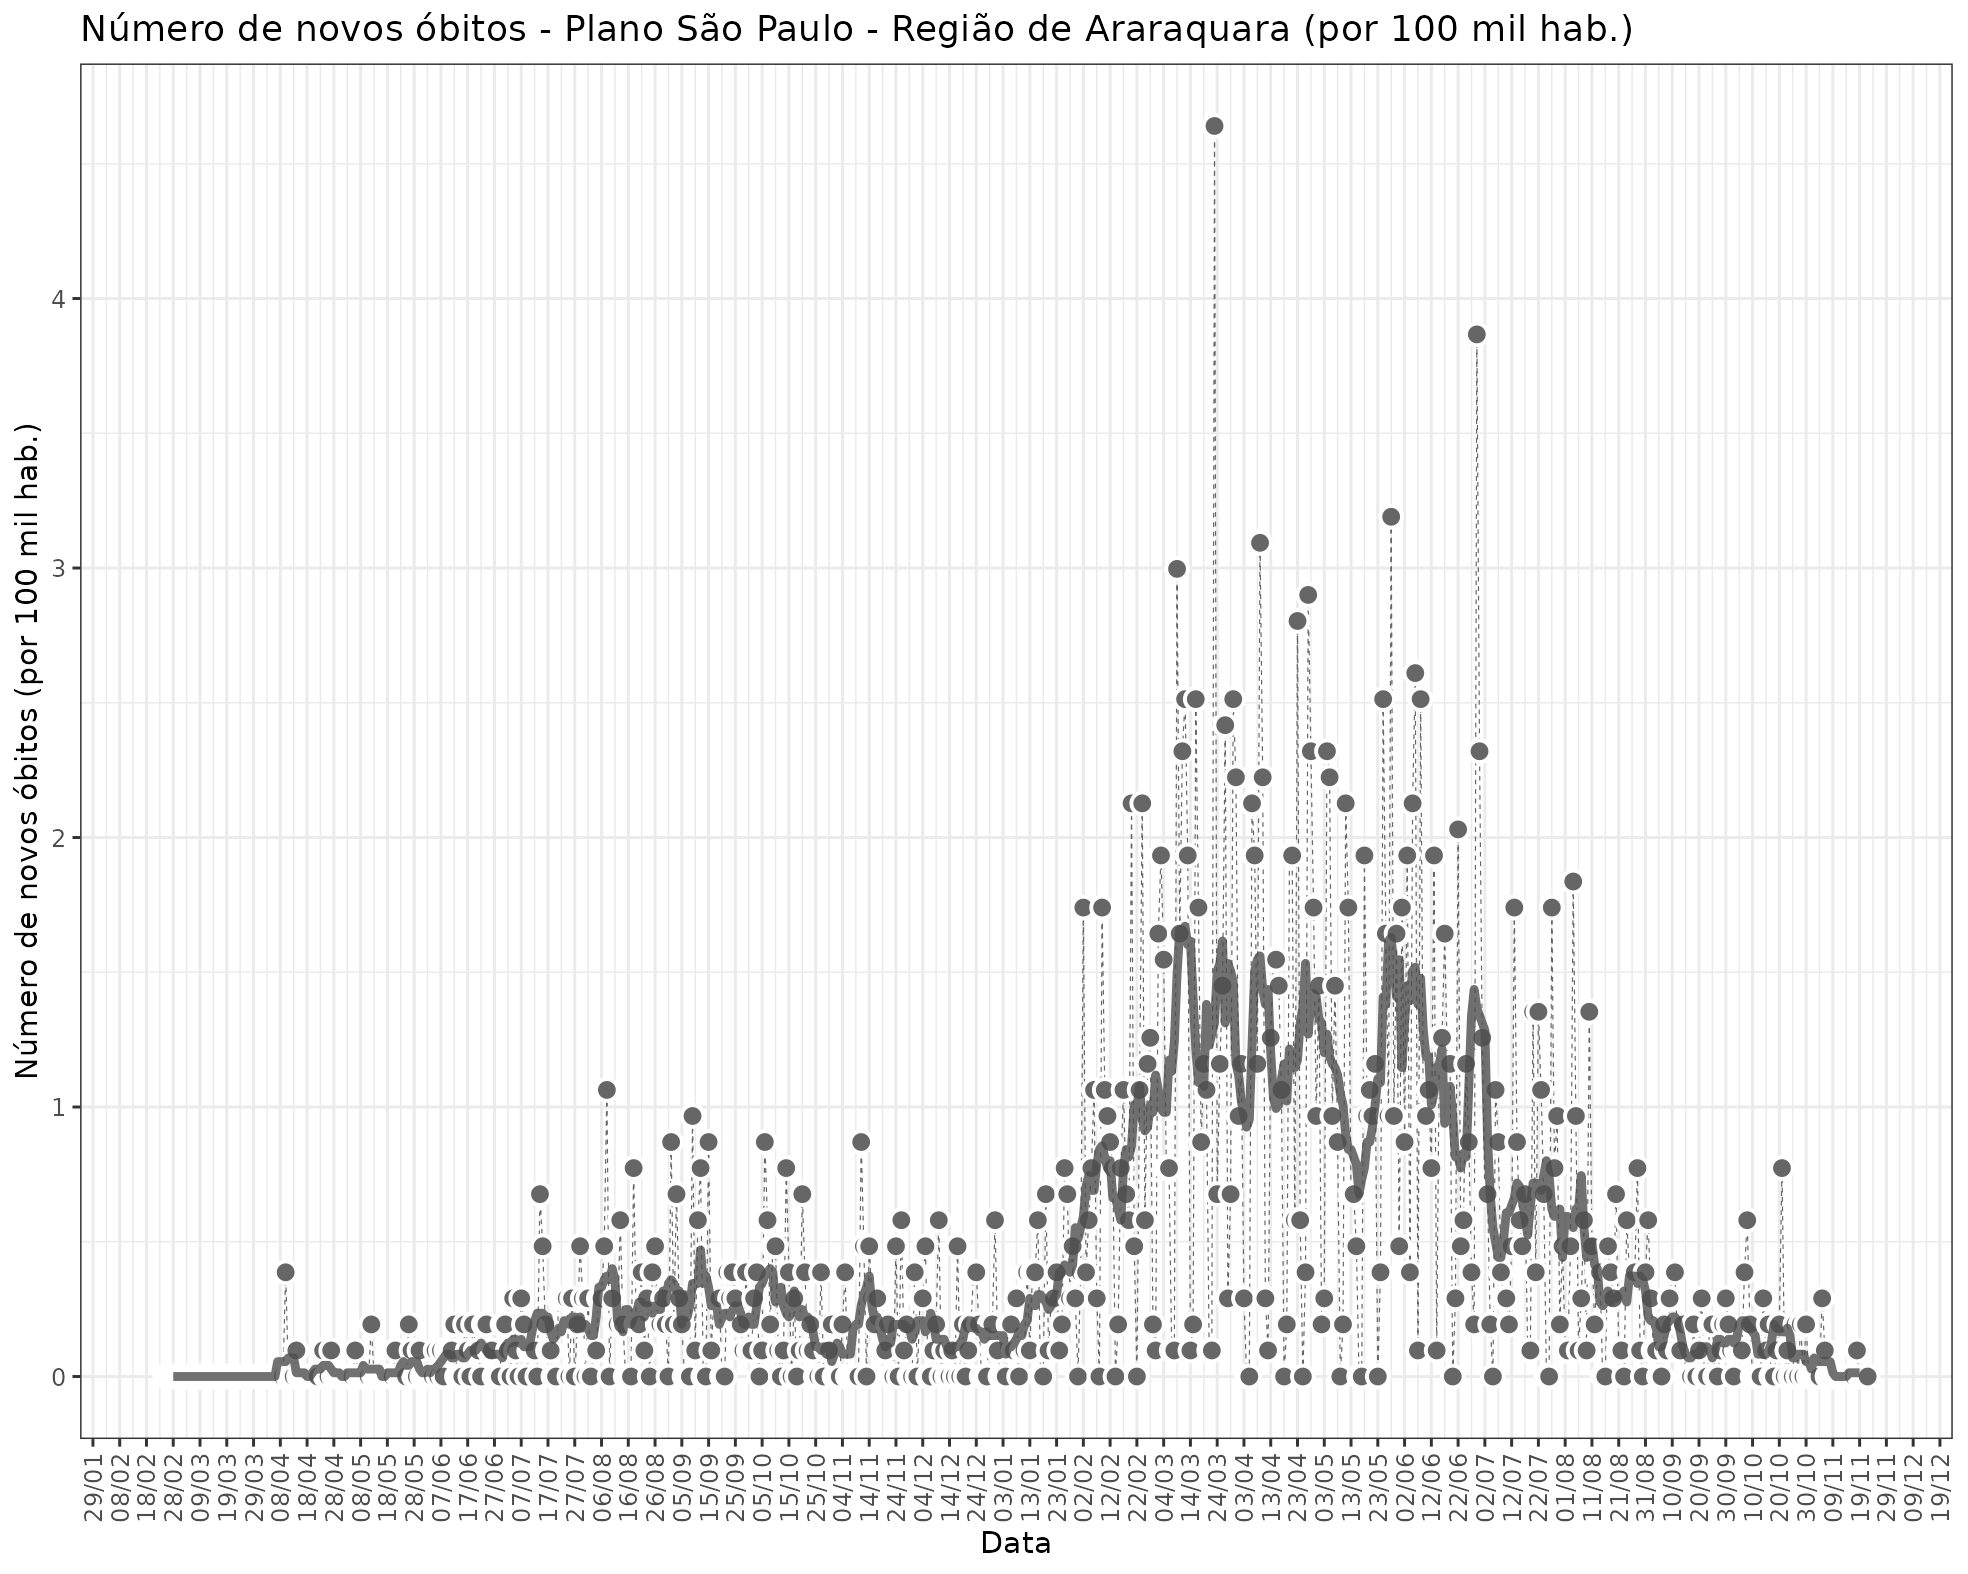 Número de novos óbitos - Plano São Paulo - Região de Araraquara (por 100 mil hab.)
Número de novos óbitos (por 100 mil hab.)
4
3
2
1
0
29/01 08/02 18/02 28/02 09/03 19/03 29/03 08/04 18/04 28/04 08/05 18/05 28/05 07/06 17/06 27/06 07/07 17/07 27/07 06/08 16/08 26/08 05/09 15/09 25/09 05/10 15/10 25/10 04/11 14/11 24/11 04/12 14/12 24/12 03/01 13/01 23/01 02/02 12/02 22/02 04/03 14/03 24/03 03/04 13/04 23/04 03/05 13/05 23/05 02/06 12/06 22/06 02/07 12/07 22/07 01/08 11/08 21/08 31/08 10/09 20/09 30/09 10/10 20/10 30/10 09/11 19/11 29/11 09/12 19/12
Data